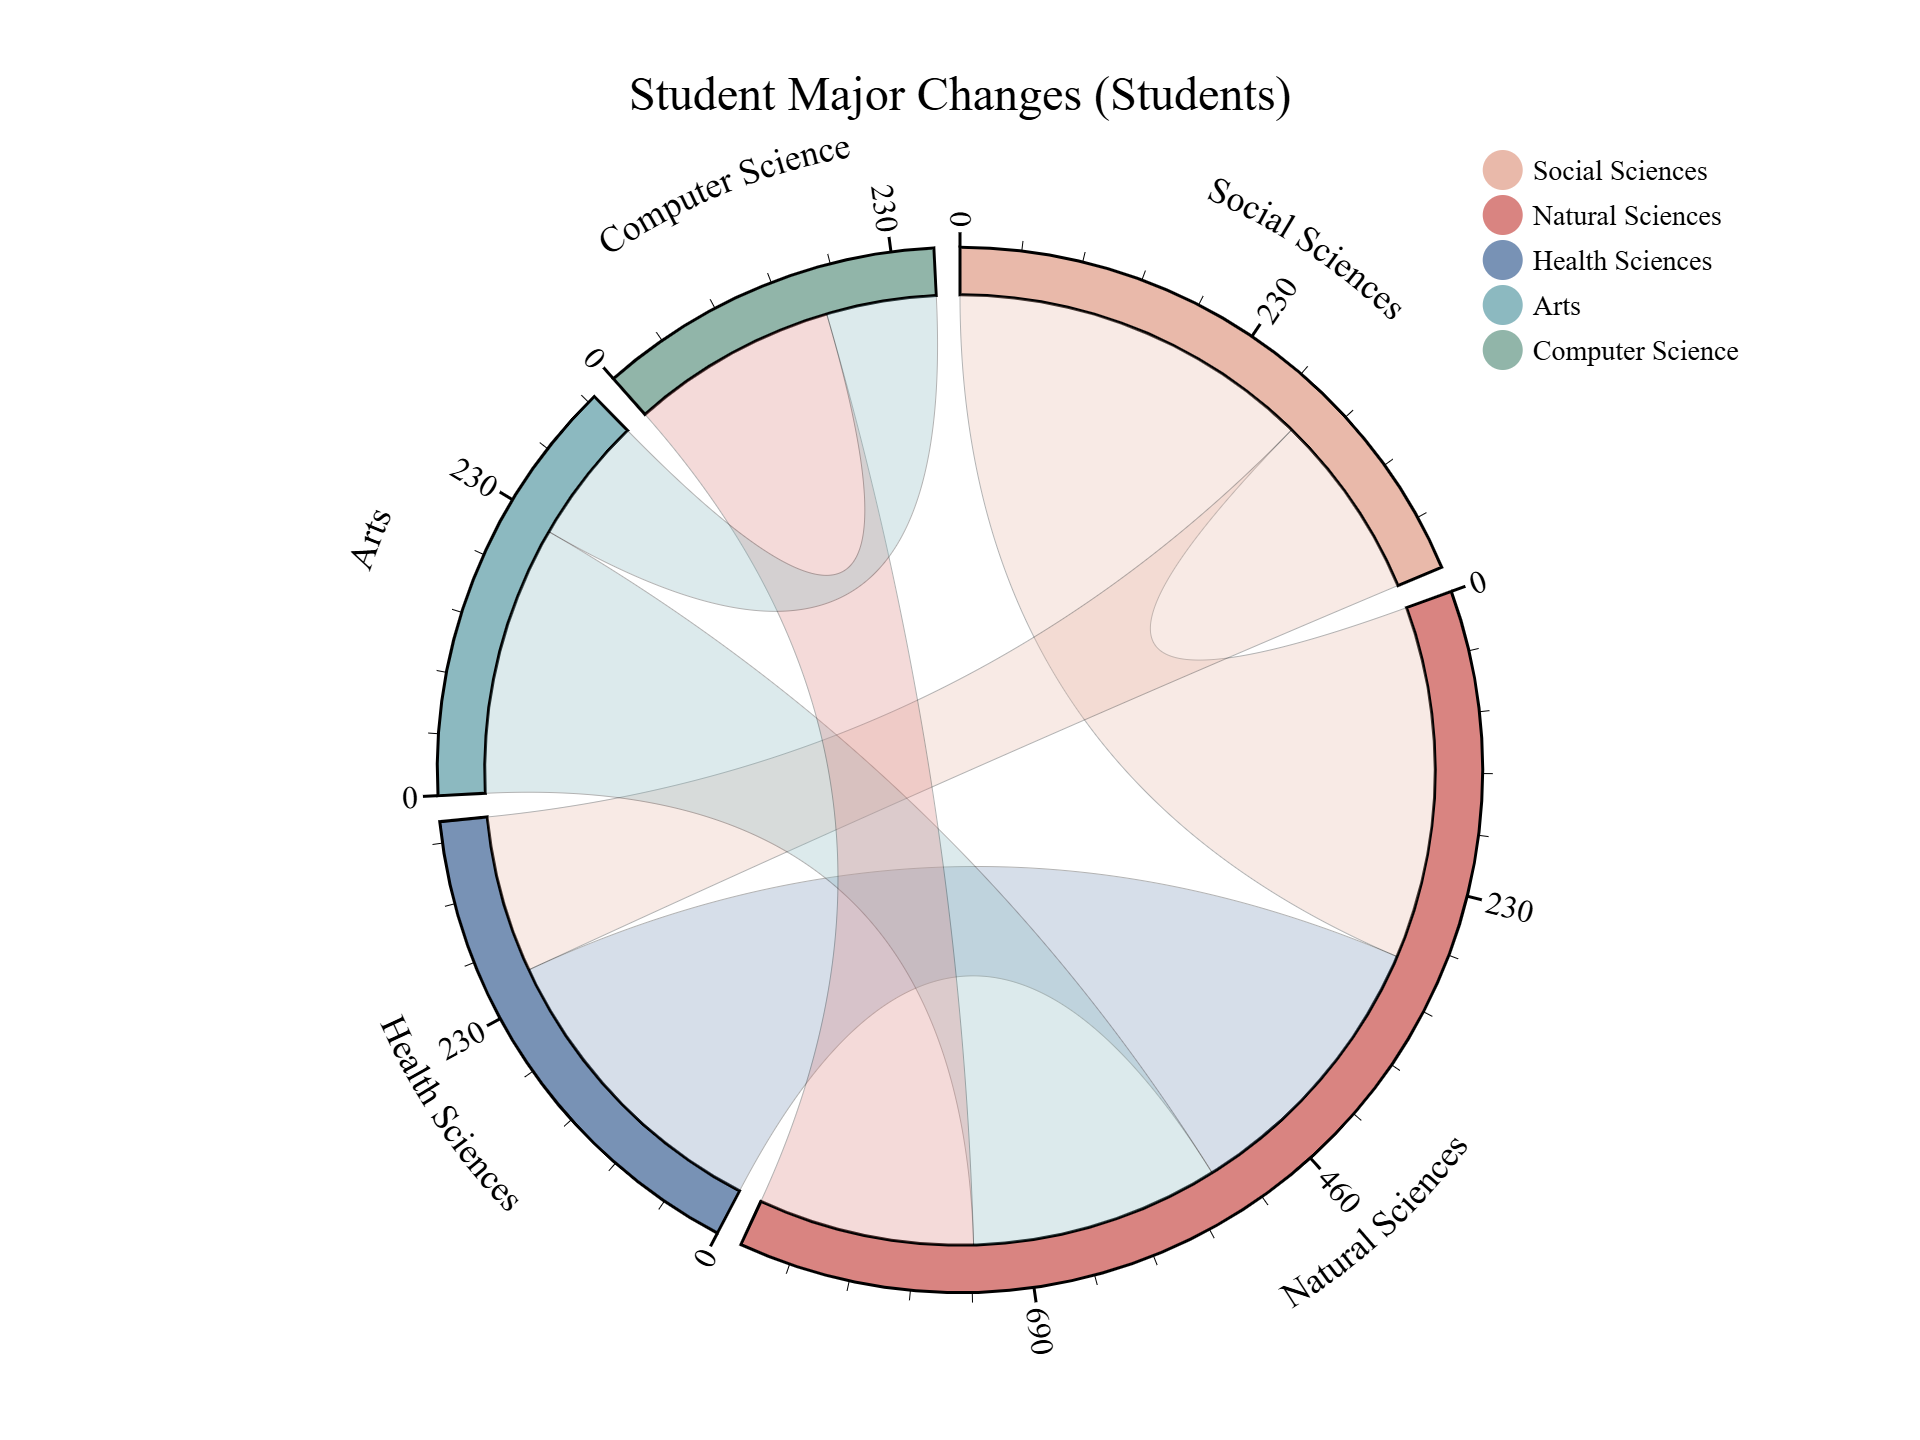 Student Major Changes (Students)
Social Sciences
Natural Sciences
Health Sciences
Arts
Computer Science
Computer Science
230
0
Social Sciences
230
0
230
Natural Sciences
460
690
0
Health Sciences
230
0
Arts
230
0